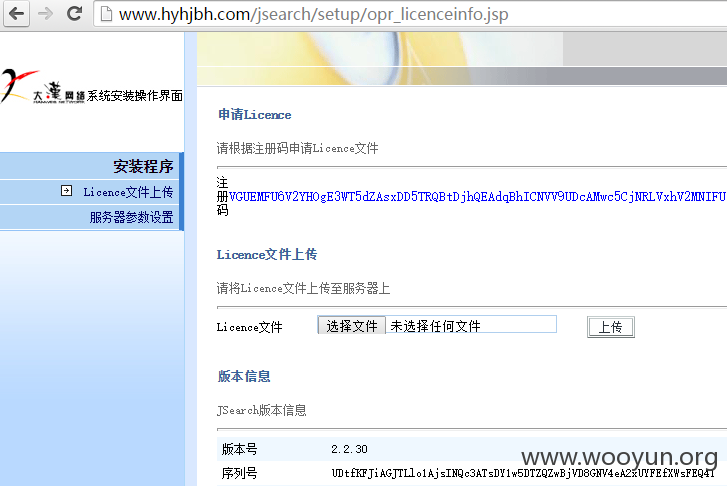 www.hyhjbh.com/jsearch/setup/opr_licenceinfo.jsp
大漢网络
HANWEB NETWORK
系统安装操作界面
安装程序
Licence文件上传
服务器参数设置
申请Licence
请根据注册码申请Licence文件
注册码
VGUEMFU6V2YHOgE3WT5dZAsxDD5TRQBtDjhQEAdqBhICNVV9UDcAMwc5CjNRLVxhV2MNIFU
Licence文件上传
请将Licence文件上传至服务器上
Licence文件
选择文件 未选择任何文件
上传
版本信息
JSearch版本信息
版本号 2.2.30
序列号 UDtfKFJiAGJTLlo1AjsINQc3ATsDY1w5DTZQZwBjVD8GNV4eA2xUYFEfXWsFEQ4T
www.wooyun.org